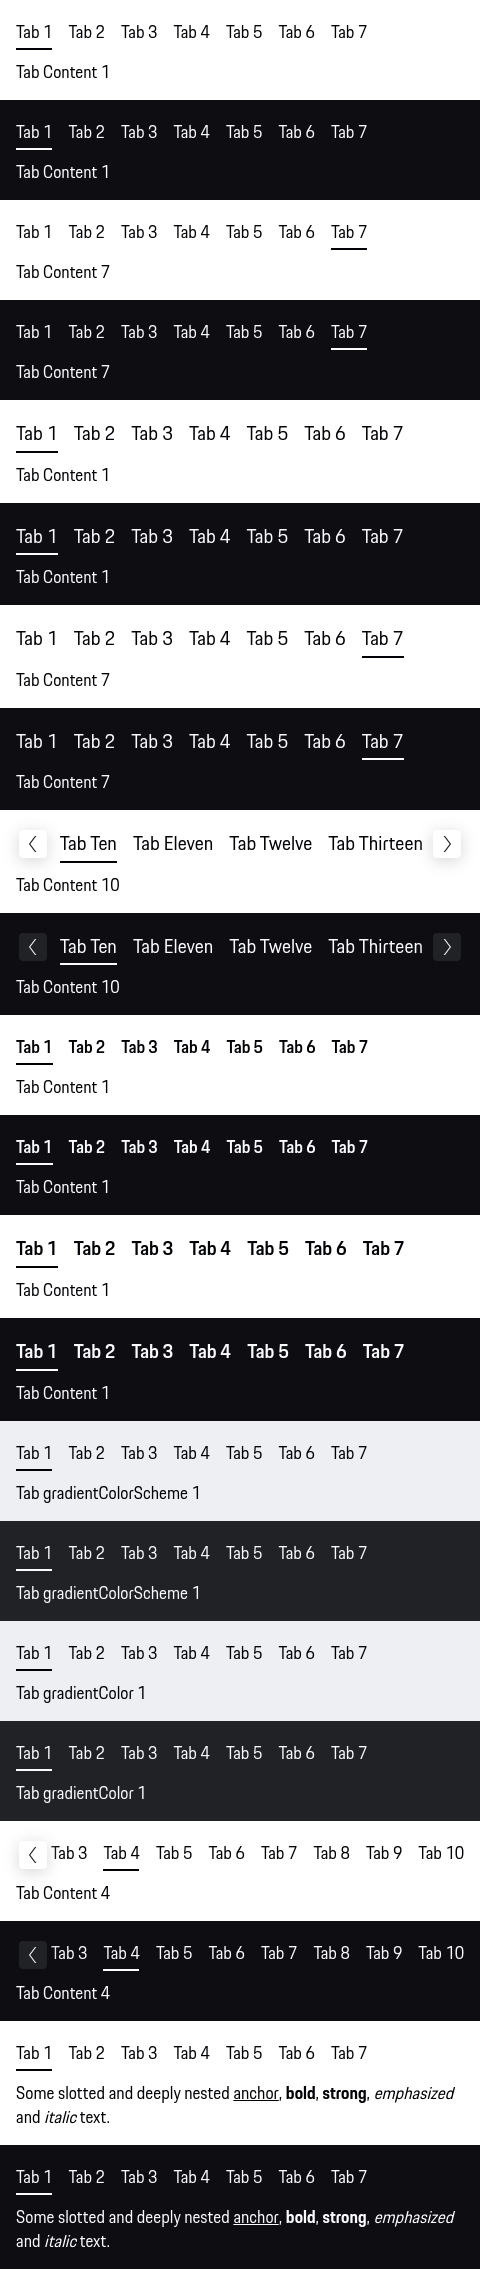 Tab 1 Tab 2 Tab 3 Tab 4 Tab 5 Tab 6 Tab 7
Tab Content 1
Tab 1 Tab 2 Tab 3 Tab 4 Tab 5 Tab 6 Tab 7
Tab Content 1
Tab 1 Tab 2 Tab 3 Tab 4 Tab 5 Tab 6 Tab 7
Tab Content 7
Tab 1 Tab 2 Tab 3 Tab 4 Tab 5 Tab 6 Tab 7
Tab Content 7
Tab 1 Tab 2 Tab 3 Tab 4 Tab 5 Tab 6 Tab 7
Tab Content 1
Tab 1 Tab 2 Tab 3 Tab 4 Tab 5 Tab 6 Tab 7
Tab Content 1
Tab 1 Tab 2 Tab 3 Tab 4 Tab 5 Tab 6 Tab 7
Tab Content 7
Tab 1 Tab 2 Tab 3 Tab 4 Tab 5 Tab 6 Tab 7
Tab Content 7
Tab Ten Tab Eleven Tab Twelve Tab Thirteen
Tab Content 10
Tab Ten Tab Eleven Tab Twelve Tab Thirteen
Tab Content 10
Tab 1 Tab 2 Tab 3 Tab 4 Tab 5 Tab 6 Tab 7
Tab Content 1
Tab 1 Tab 2 Tab 3 Tab 4 Tab 5 Tab 6 Tab 7
Tab Content 1
Tab 1 Tab 2 Tab 3 Tab 4 Tab 5 Tab 6 Tab 7
Tab Content 1
Tab 1 Tab 2 Tab 3 Tab 4 Tab 5 Tab 6 Tab 7
Tab Content 1
Tab 1 Tab 2 Tab 3 Tab 4 Tab 5 Tab 6 Tab 7
Tab gradientColorScheme 1
Tab 1 Tab 2 Tab 3 Tab 4 Tab 5 Tab 6 Tab 7
Tab gradientColorScheme 1
Tab 1 Tab 2 Tab 3 Tab 4 Tab 5 Tab 6 Tab 7
Tab gradientColor 1
Tab 1 Tab 2 Tab 3 Tab 4 Tab 5 Tab 6 Tab 7
Tab gradientColor 1
Tab 3 Tab 4 Tab 5 Tab 6 Tab 7 Tab 8 Tab 9 Tab 10
Tab Content 4
Tab 3 Tab 4 Tab 5 Tab 6 Tab 7 Tab 8 Tab 9 Tab 10
Tab Content 4
Tab 1 Tab 2 Tab 3 Tab 4 Tab 5 Tab 6 Tab 7
Some slotted and deeply nested anchor, bold, strong, emphasized
and italic text.
Tab 1 Tab 2 Tab 3 Tab 4 Tab 5 Tab 6 Tab 7
Some slotted and deeply nested anchor, bold, strong, emphasized
and italic text.